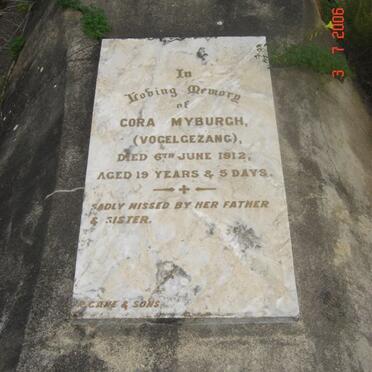 In
Loving Memory
of
CORA MYBURGH,
(VOGELGEZANG),
DIED 6TH JUNE 1912,
AGED 19 YEARS & 5 DAYS.
SADLY MISSED BY HER FATHER
& SISTER.
CANE & SONS
3 7 2006